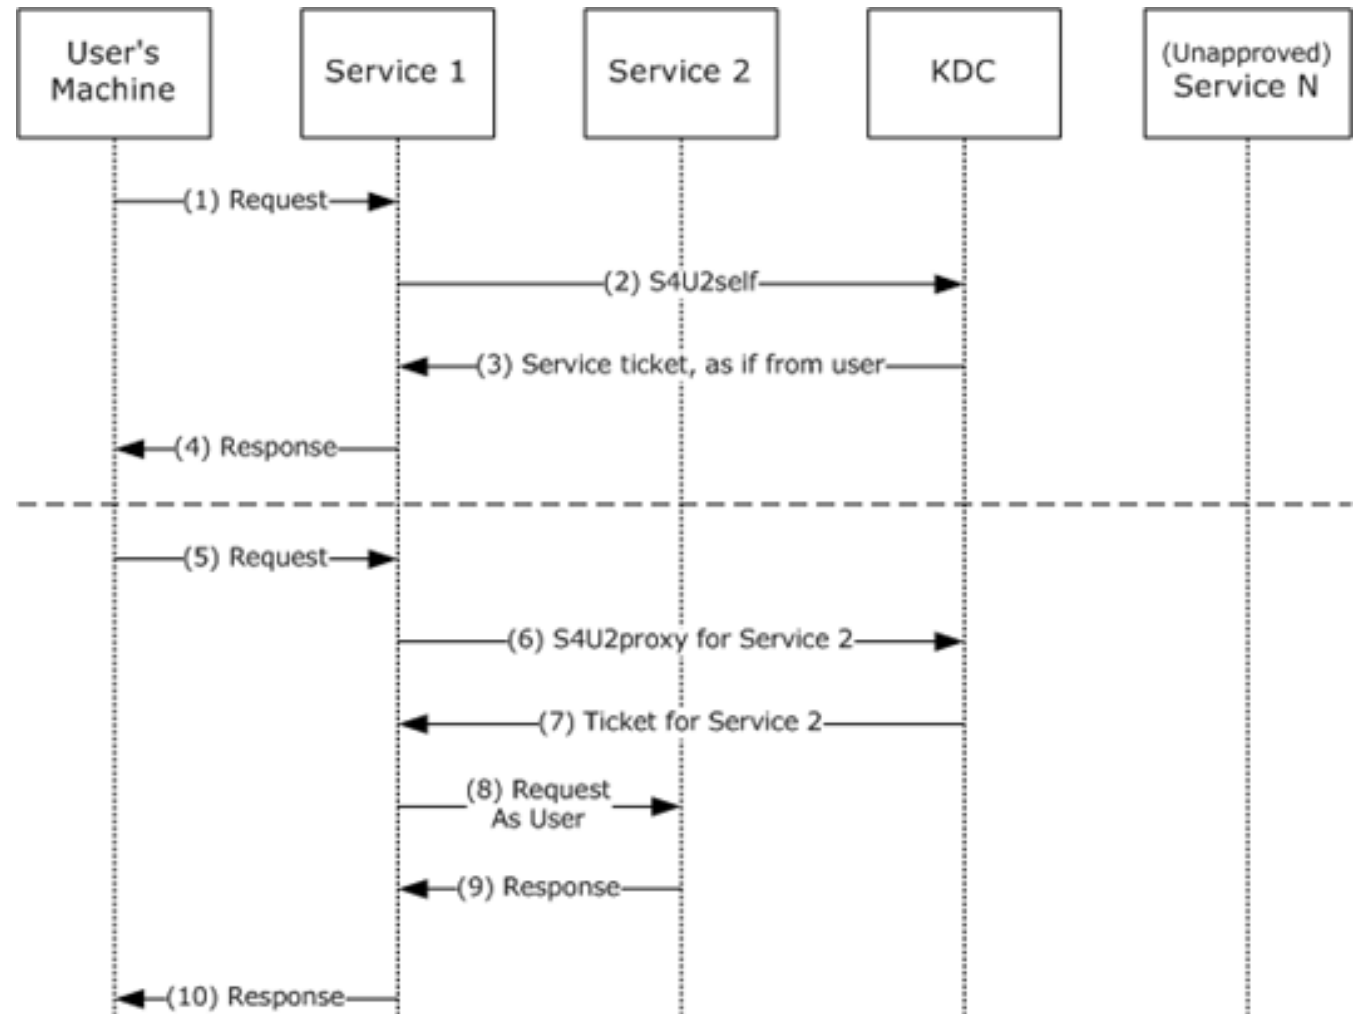 User's
Machine
Service 1
Service 2
KDC
(Unapproved)
Service N
(1) Request
(2) S4U2self
(3) Service ticket, as if from user
(4) Response
(5) Request
(6) S4U2proxy for Service 2
(7) Ticket for Service 2
(8) Request
As User
(9) Response
(10) Response